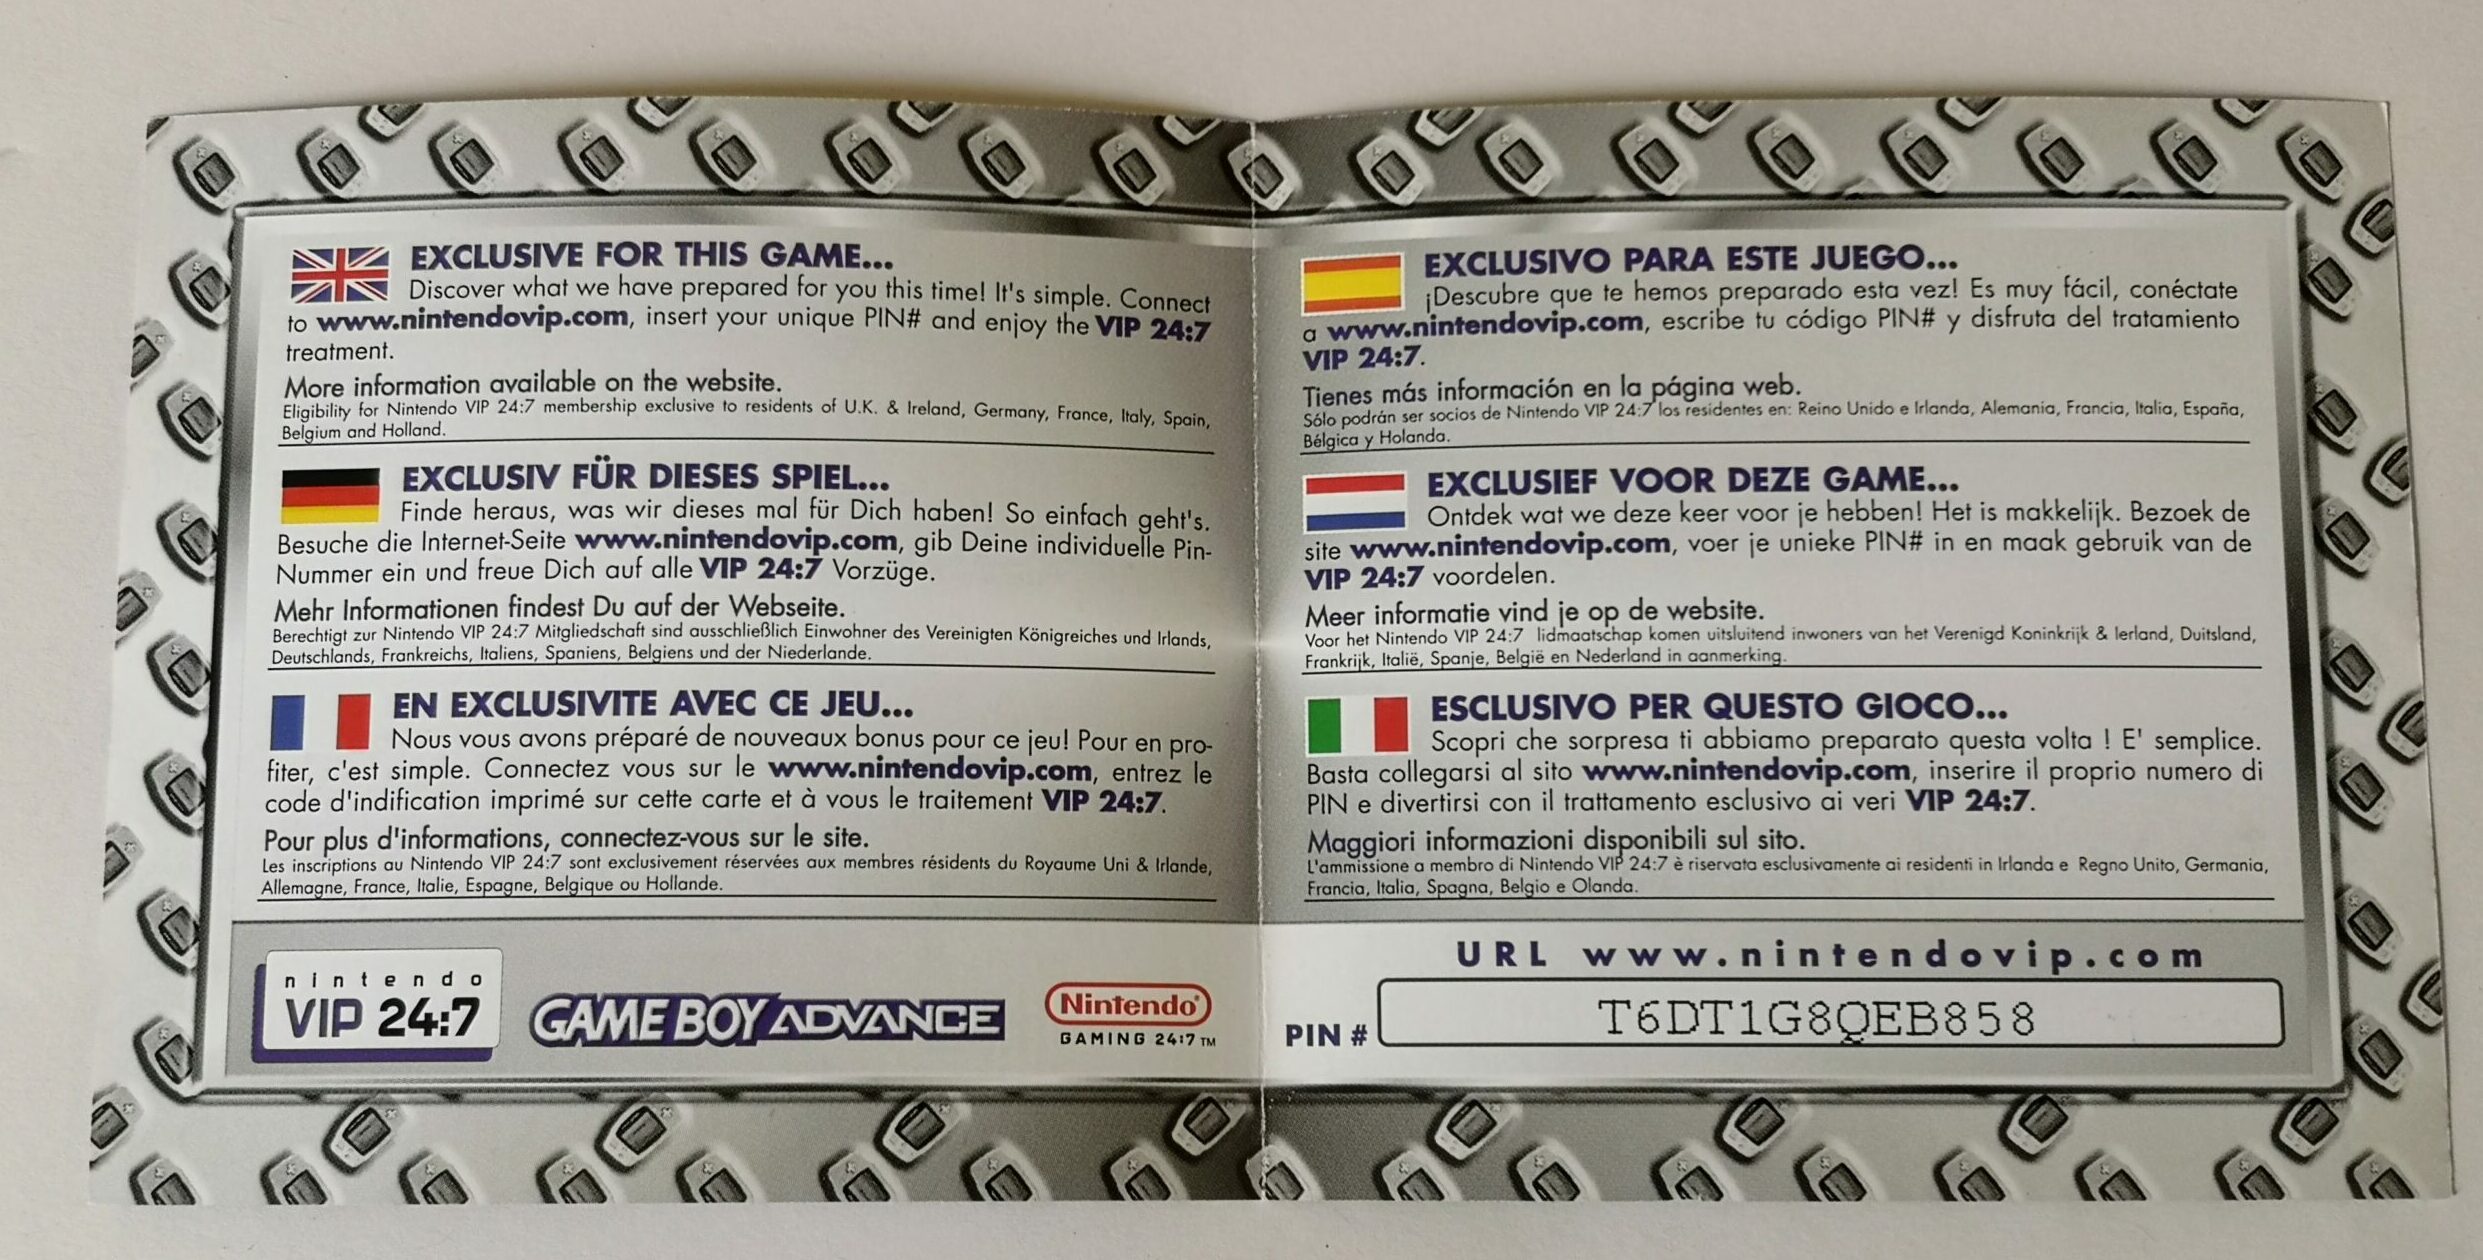 EXCLUSIVE FOR THIS GAME...
Discover what we have prepared for you this time! It's simple. Connect
to www.nintendovip.com, insert your unique PIN# and enjoy the VIP 24:7
treatment.
More information available on the website.
Eligibility for Nintendo VIP 24:7 membership exclusive to residents of U.K. & Ireland, Germany, France, Italy, Spain,
Belgium and Holland.
EXCLUSIV FÜR DIESES SPIEL...
Finde heraus, was wir dieses mal für Dich haben! So einfach geht's.
Besuche die Internet-Seite www.nintendovip.com, gib Deine individuelle Pin-
Nummer ein und freue Dich auf alle VIP 24:7 Vorzüge.
Mehr Informationen findest Du auf der Webseite.
Berechtigt zur Nintendo VIP 24:7 Mitgliedschaft sind ausschließlich Einwohner des Vereinigten Königreiches und Irlands,
Deutschlands, Frankreichs, Italiens, Spaniens, Belgiens und der Niederlande.
EN EXCLUSIVITE AVEC CE JEU...
Nous vous avons préparé de nouveaux bonus pour ce jeu! Pour en pro-
fiter, c'est simple. Connectez vous sur le www.nintendovip.com, entrez le
code d'indification imprimé sur cette carte et à vous le traitement VIP 24:7.
Pour plus d'informations, connectez-vous sur le site.
Les inscriptions au Nintendo VIP 24:7 sont exclusivement réservées aux membres résidents du Royaume Uni & Irlande,
Allemagne, France, Italie, Espagne, Belgique ou Hollande.
nintendo
VIP 24:7
GAME BOY ADVANCE
Nintendo®
GAMING 24:7 TM
EXCLUSIVO PARA ESTE JUEGO...
¡Descubre que te hemos preparado esta vez! Es muy fácil, conéctate
a www.nintendovip.com, escribe tu código PIN# y disfruta del tratamiento
VIP 24:7.
Tienes más información en la página web.
Sólo podrán ser socios de Nintendo VIP 24:7 los residentes en: Reino Unido e Irlanda, Alemania, Francia, Italia, España,
Bélgica y Holanda.
EXCLUSIEF VOOR DEZE GAME...
Ontdek wat we deze keer voor je hebben! Het is makkelijk. Bezoek de
site www.nintendovip.com, voer je unieke PIN# in en maak gebruik van de
VIP 24:7 voordelen.
Meer informatie vind je op de website.
Voor het Nintendo VIP 24:7 lidmaatschap komen uitsluitend inwoners van het Verenigd Koninkrijk & Ierland, Duitsland,
Frankrijk, Italië, Spanje, België en Nederland in aanmerking.
ESCLUSIVO PER QUESTO GIOCO...
Scopri che sorpresa ti abbiamo preparato questa volta ! E' semplice.
Basta collegarsi al sito www.nintendovip.com, inserire il proprio numero di
PIN e divertirsi con il trattamento esclusivo ai veri VIP 24:7.
Maggiori informazioni disponibili sul sito.
L'ammissione a membro di Nintendo VIP 24:7 è riservata esclusivamente ai residenti in Irlanda e Regno Unito, Germania,
Francia, Italia, Spagna, Belgio e Olanda.
URL www.nintendovip.com
PIN # T6DT1G8QEB858